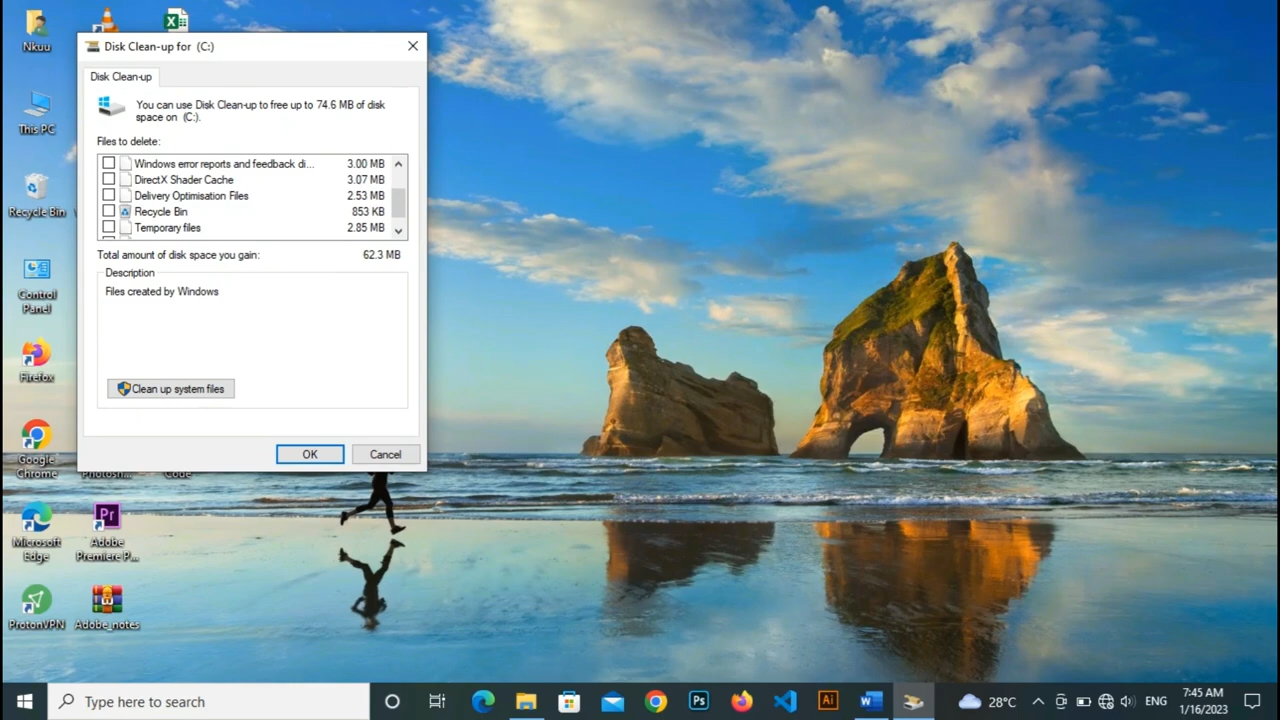 Disk Clean-up for (C:)
Disk Clean-up
You can use Disk Clean-up to free up to 74.6 MB of disk
space on (C:).
Files to delete:
Windows error reports and feedback di... 3.00 MB
DirectX Shader Cache 3.07 MB
Delivery Optimisation Files 2.53 MB
Recycle Bin 853 KB
Temporary files 2.85 MB
Total amount of disk space you gain: 62.3 MB
Description
Files created by Windows
Clean up system files
OK Cancel
Nkuu
This PC
Recycle Bin
Control
Panel
Firefox
Google
Chrome
Photosh...
Code
Microsoft
Edge
Pr
Adobe
Premiere P...
ProtonVPN
Adobe_notes
Type here to search
Ps
Ai
28°C
ENG
7:45 AM
1/16/2023